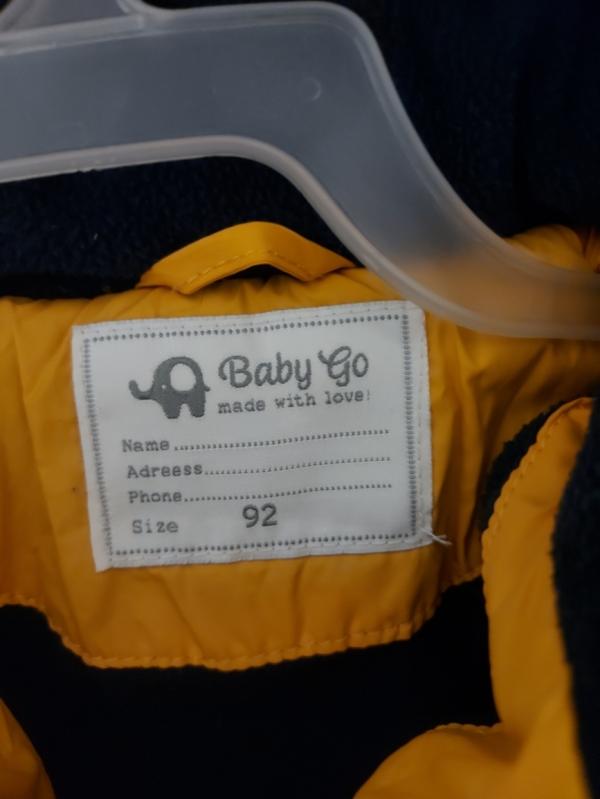 Baby Go
made with love!
Name
Adreess
Phone
Size 92